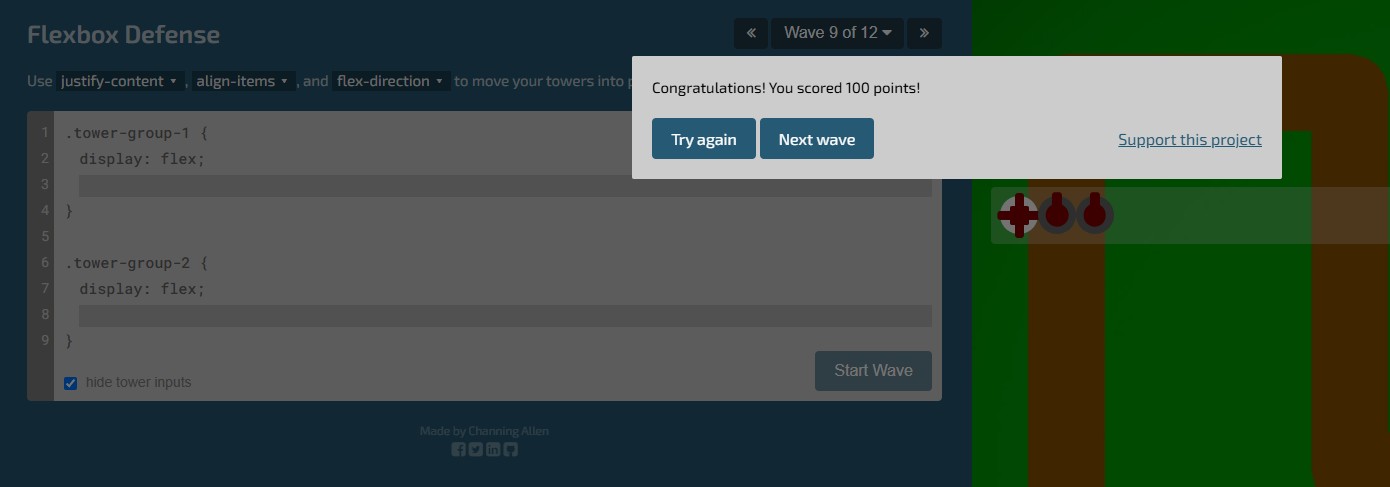 Flexbox Defense
« Wave 9 of 12 »
Use justify-content , align-items , and flex-direction to move your towers into
Congratulations! You scored 100 points!
Try again Next wave Support this project
1 .tower-group-1 {
2 display: flex;
3
4 }
5
6 .tower-group-2 {
7 display: flex;
8
9 }
hide tower inputs
Start Wave
Made by Channing Allen